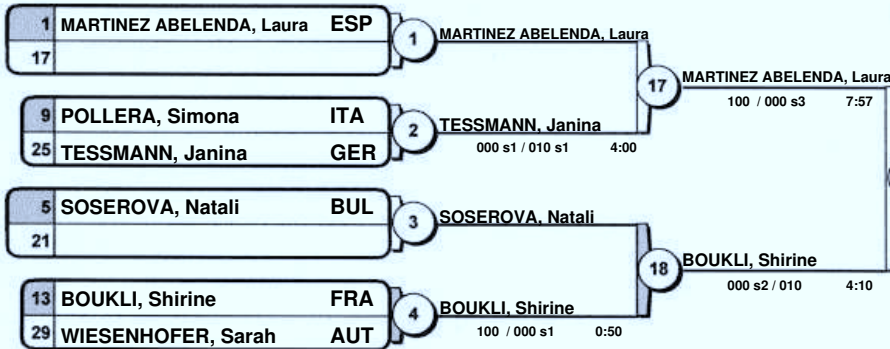 1 MARTINEZ ABELENDA, Laura ESP
17
1
MARTINEZ ABELENDA, Laura
9 POLLERA, Simona ITA
25 TESSMANN, Janina GER
2
TESSMANN, Janina
000 s1 / 010 s1 4:00
17
MARTINEZ ABELENDA, Laura
100 / 000 s3 7:57
5 SOSEROVA, Natali BUL
21
3
SOSEROVA, Natali
13 BOUKLI, Shirine FRA
29 WIESENHOFER, Sarah AUT
4
BOUKLI, Shirine
100 / 000 s1 0:50
18
BOUKLI, Shirine
000 s2 / 010 4:10